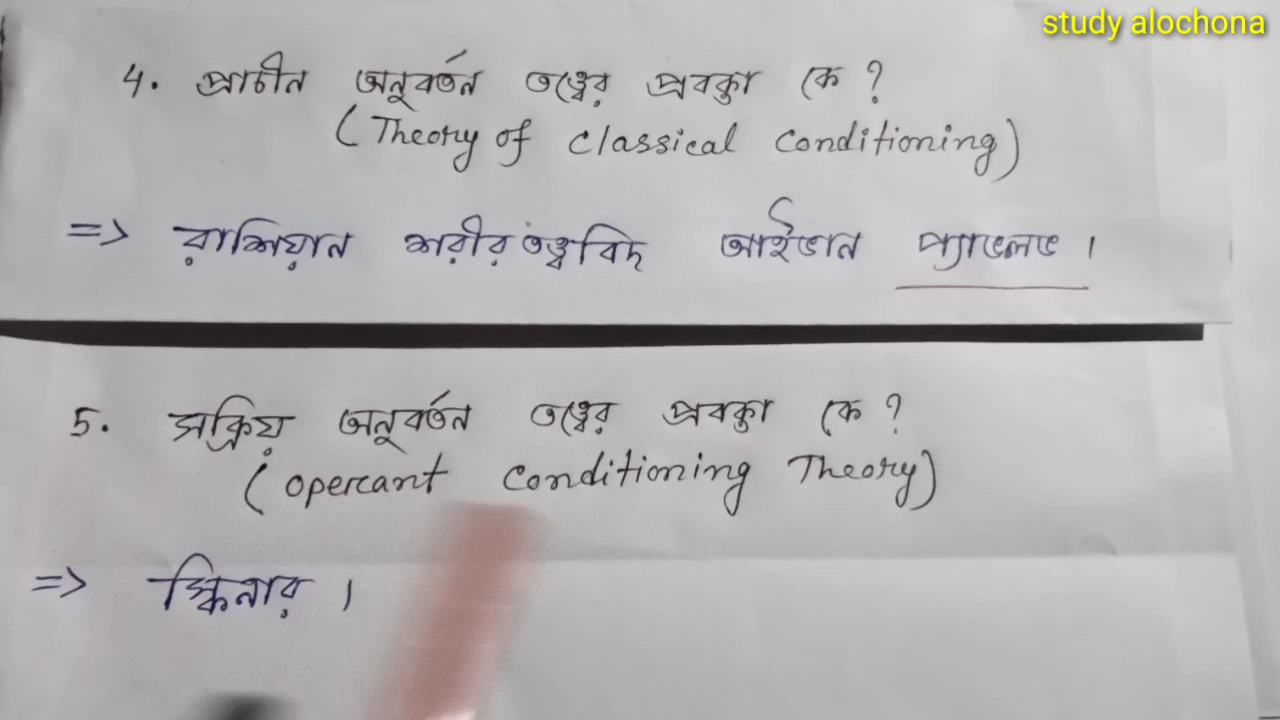 study alochona
4. প্রাচীন অনুবর্তন তত্ত্বের প্রবক্তা কে ?
(Theory of Classical Conditioning)
=> রাশিয়ান শরীরতত্ত্ববিদ আইভান প্যাভলভ ।
5. সক্রিয় অনুবর্তন তত্ত্বের প্রবক্তা কে ?
(Opercant Conditioning Theory)
=> স্কিনার ।